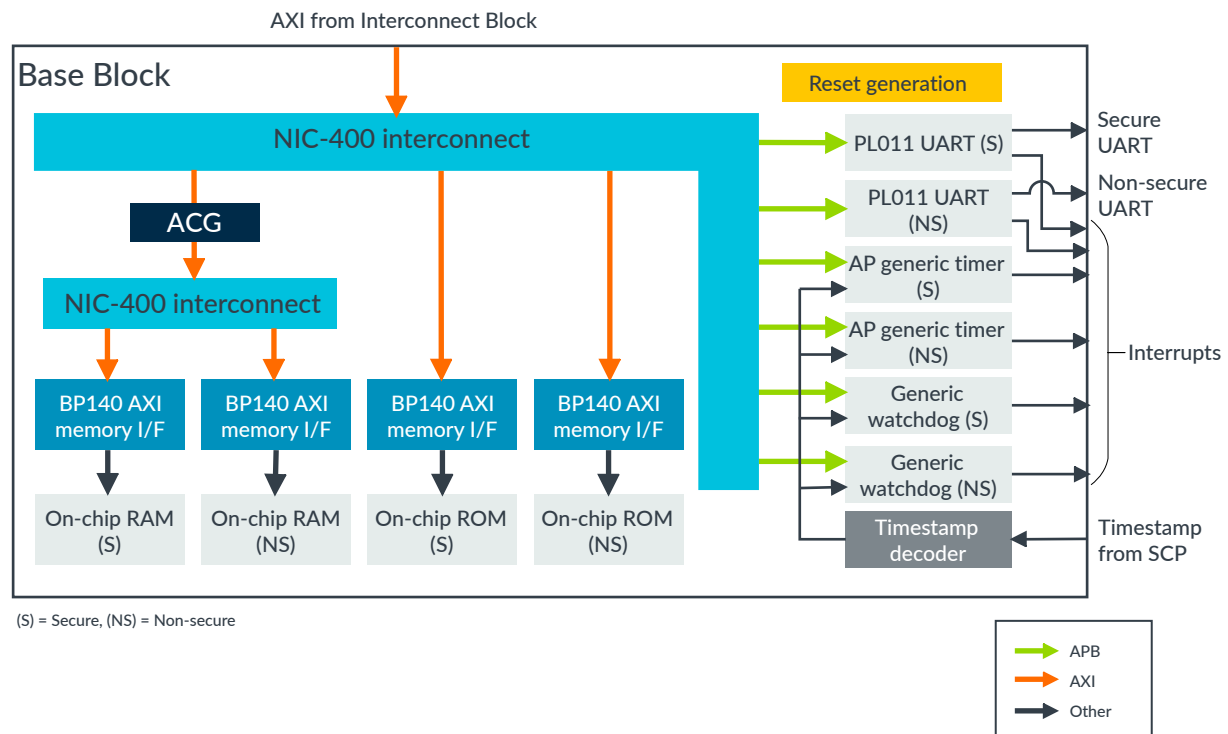 AXI from Interconnect Block
Base Block
Reset generation
NIC-400 interconnect
PL011 UART (S)
Secure
UART
PL011 UART
(NS)
Non-secure
UART
ACG
AP generic timer
(S)
NIC-400 interconnect
AP generic timer
(NS)
Interrupts
BP140 AXI
memory I/F
BP140 AXI
memory I/F
BP140 AXI
memory I/F
BP140 AXI
memory I/F
Generic
watchdog (S)
Generic
watchdog (NS)
On-chip RAM
(S)
On-chip RAM
(NS)
On-chip ROM
(S)
On-chip ROM
(NS)
Timestamp
decoder
Timestamp
from SCP
(S) = Secure, (NS) = Non-secure
APB
AXI
Other